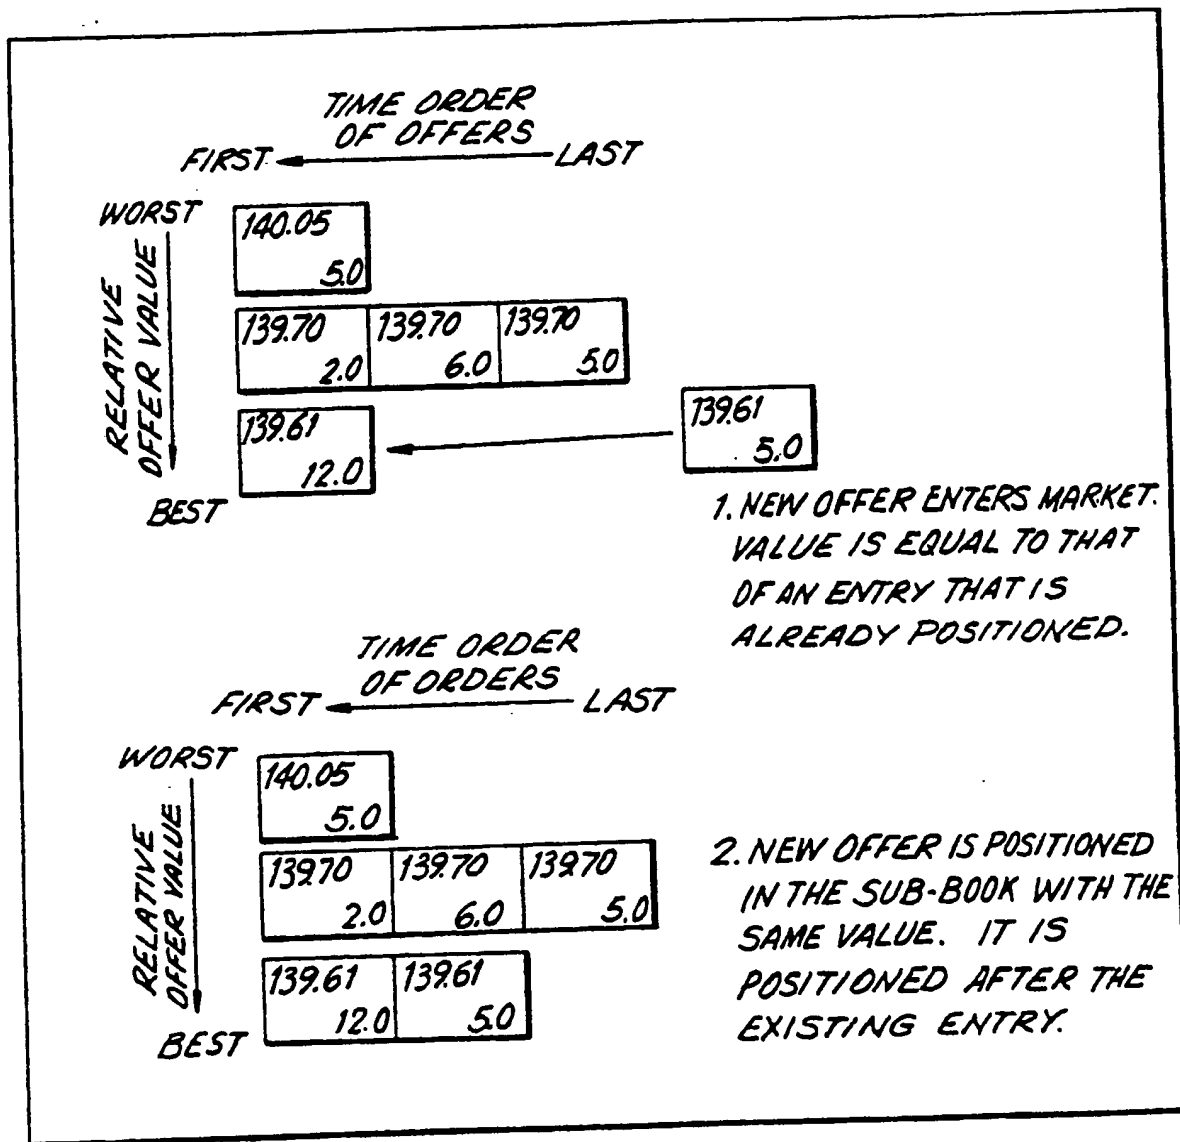 TIME ORDER
OF OFFERS
FIRST LAST
WORST
RELATIVE
OFFER VALUE
BEST
140.05
5.0
139.70 139.70 139.70
2.0 6.0 5.0
139.61 139.61
12.0 5.0
1. NEW OFFER ENTERS MARKET.
VALUE IS EQUAL TO THAT
OF AN ENTRY THAT IS
ALREADY POSITIONED.
TIME ORDER
OF ORDERS
FIRST LAST
WORST
RELATIVE
OFFER VALUE
BEST
140.05
5.0
139.70 139.70 139.70
2.0 6.0 5.0
139.61 139.61
12.0 5.0
2. NEW OFFER IS POSITIONED
IN THE SUB-BOOK WITH THE
SAME VALUE. IT IS
POSITIONED AFTER THE
EXISTING ENTRY.